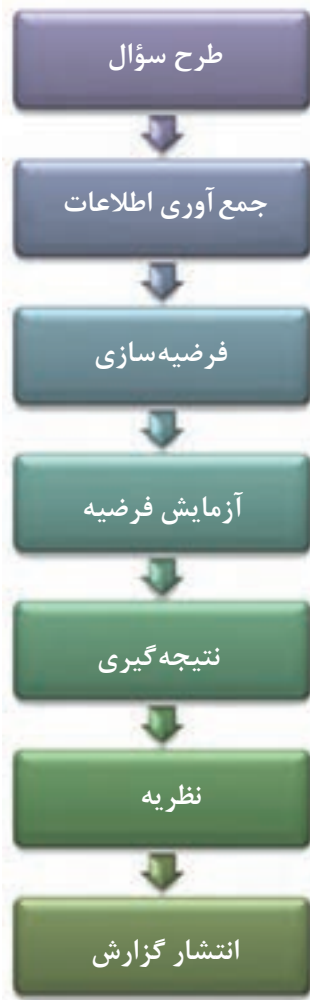 طرح سؤال
جمع‌آوری اطلاعات
فرضیه‌سازی
آزمایش فرضیه
نتیجه‌گیری
نظریه
انتشار گزارش